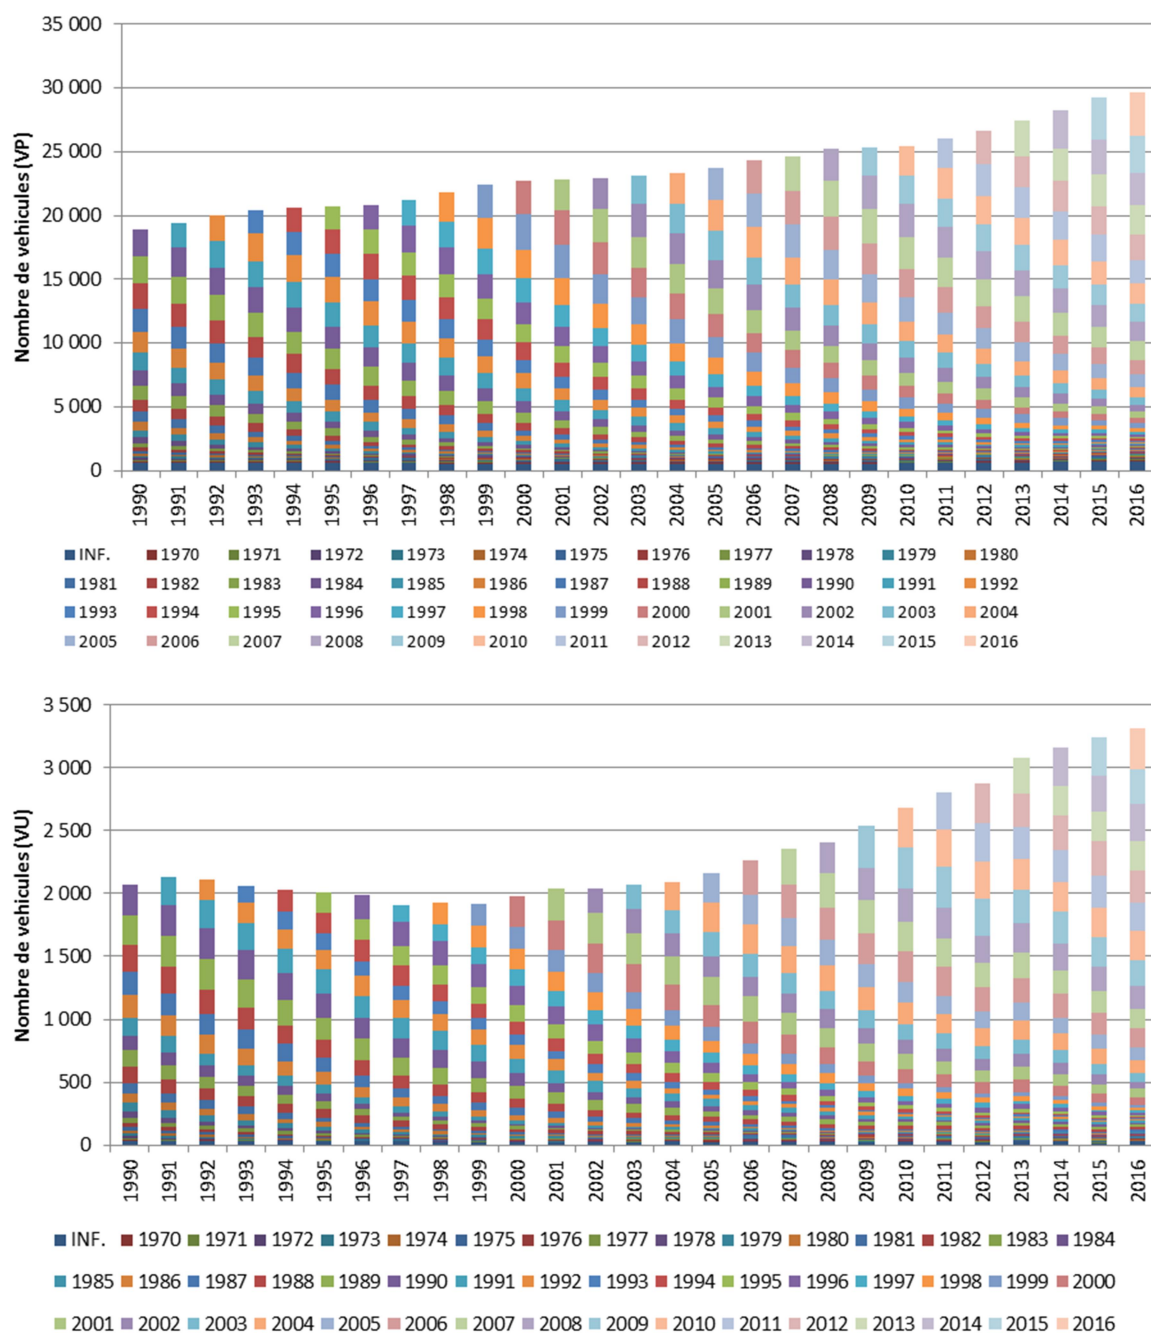 35 000
30 000
25 000
20 000
15 000
10 000
5 000
0
Nombre de vehicules (VP)
1990 1991 1992 1993 1994 1995 1996 1997 1998 1999 2000 2001 2002 2003 2004 2005 2006 2007 2008 2009 2010 2011 2012 2013 2014 2015 2016
INF. 1970 1971 1972 1973 1974 1975 1976 1977 1978 1979 1980
1981 1982 1983 1984 1985 1986 1987 1988 1989 1990 1991 1992
1993 1994 1995 1996 1997 1998 1999 2000 2001 2002 2003 2004
2005 2006 2007 2008 2009 2010 2011 2012 2013 2014 2015 2016
3 500
3 000
2 500
2 000
1 500
1 000
500
0
Nombre de vehicules (VU)
1990 1991 1992 1993 1994 1995 1996 1997 1998 1999 2000 2001 2002 2003 2004 2005 2006 2007 2008 2009 2010 2011 2012 2013 2014 2015 2016
INF. 1970 1971 1972 1973 1974 1975 1976 1977 1978 1979 1980 1981 1982 1983 1984
1985 1986 1987 1988 1989 1990 1991 1992 1993 1994 1995 1996 1997 1998 1999 2000
2001 2002 2003 2004 2005 2006 2007 2008 2009 2010 2011 2012 2013 2014 2015 2016